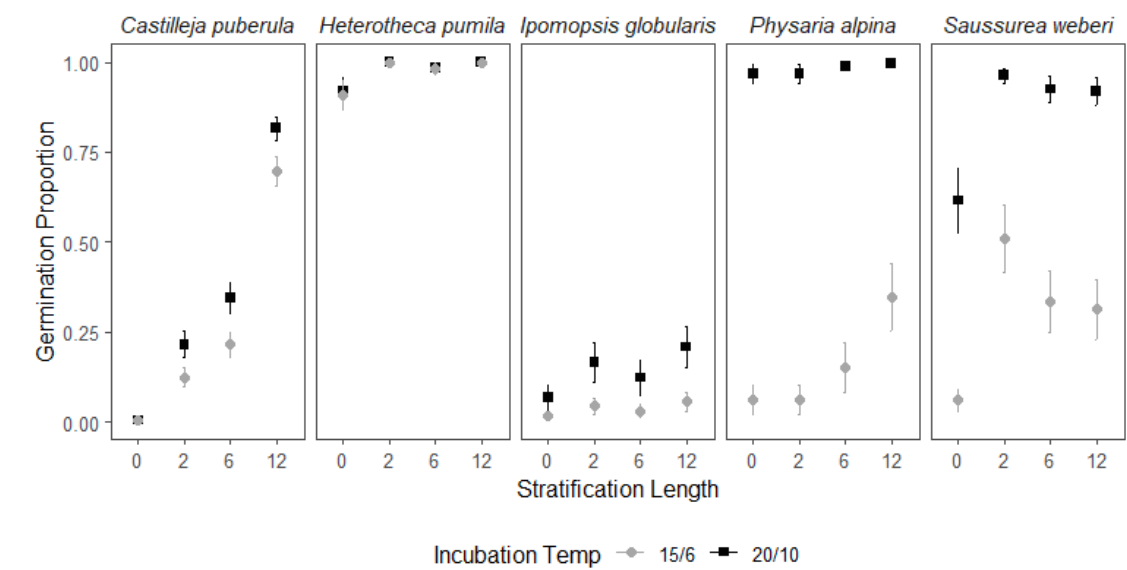 Castilleja puberula Heterotheca pumila Ipomopsis globularis Physaria alpina Saussurea weberi
1.00
0.75
0.50
0.25
0.00
Germination Proportion
0 2 6 12 0 2 6 12 0 2 6 12 0 2 6 12 0 2 6 12
Stratification Length
Incubation Temp 15/6 20/10